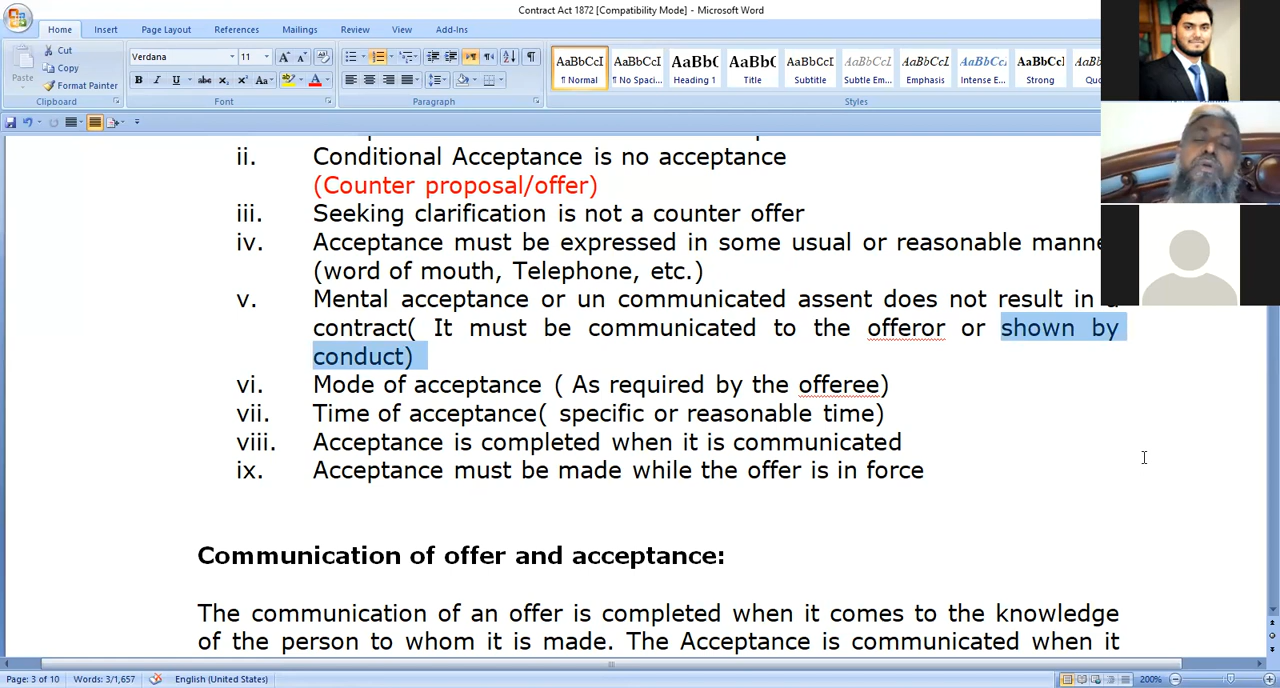 Contract Act 1872 [Compatibility Mode] - Microsoft Word
Home Insert Page Layout References Mailings Review View Add-Ins
Paste Cut Copy Format Painter
Verdana 11
AaBbCcI AaBbCcI AaBbC AaBbC AaBbCcI AaBbCcI AaBbCcI AaBbCcI AaBbCcl
¶ Normal ¶ No Spaci... Heading 1 Title Subtitle Subtle Em... Emphasis Intense E... Strong
Clipboard Font Paragraph Styles
ii. Conditional Acceptance is no acceptance
(Counter proposal/offer)
iii. Seeking clarification is not a counter offer
iv. Acceptance must be expressed in some usual or reasonable manne
(word of mouth, Telephone, etc.)
v. Mental acceptance or un communicated assent does not result in
contract( It must be communicated to the offeror or shown by
conduct)
vi. Mode of acceptance ( As required by the offeree)
vii. Time of acceptance( specific or reasonable time)
viii. Acceptance is completed when it is communicated
ix. Acceptance must be made while the offer is in force
Communication of offer and acceptance:
The communication of an offer is completed when it comes to the knowledge
of the person to whom it is made. The Acceptance is communicated when it
Page: 3 of 10 Words: 3/1,657 English (United States) 200%